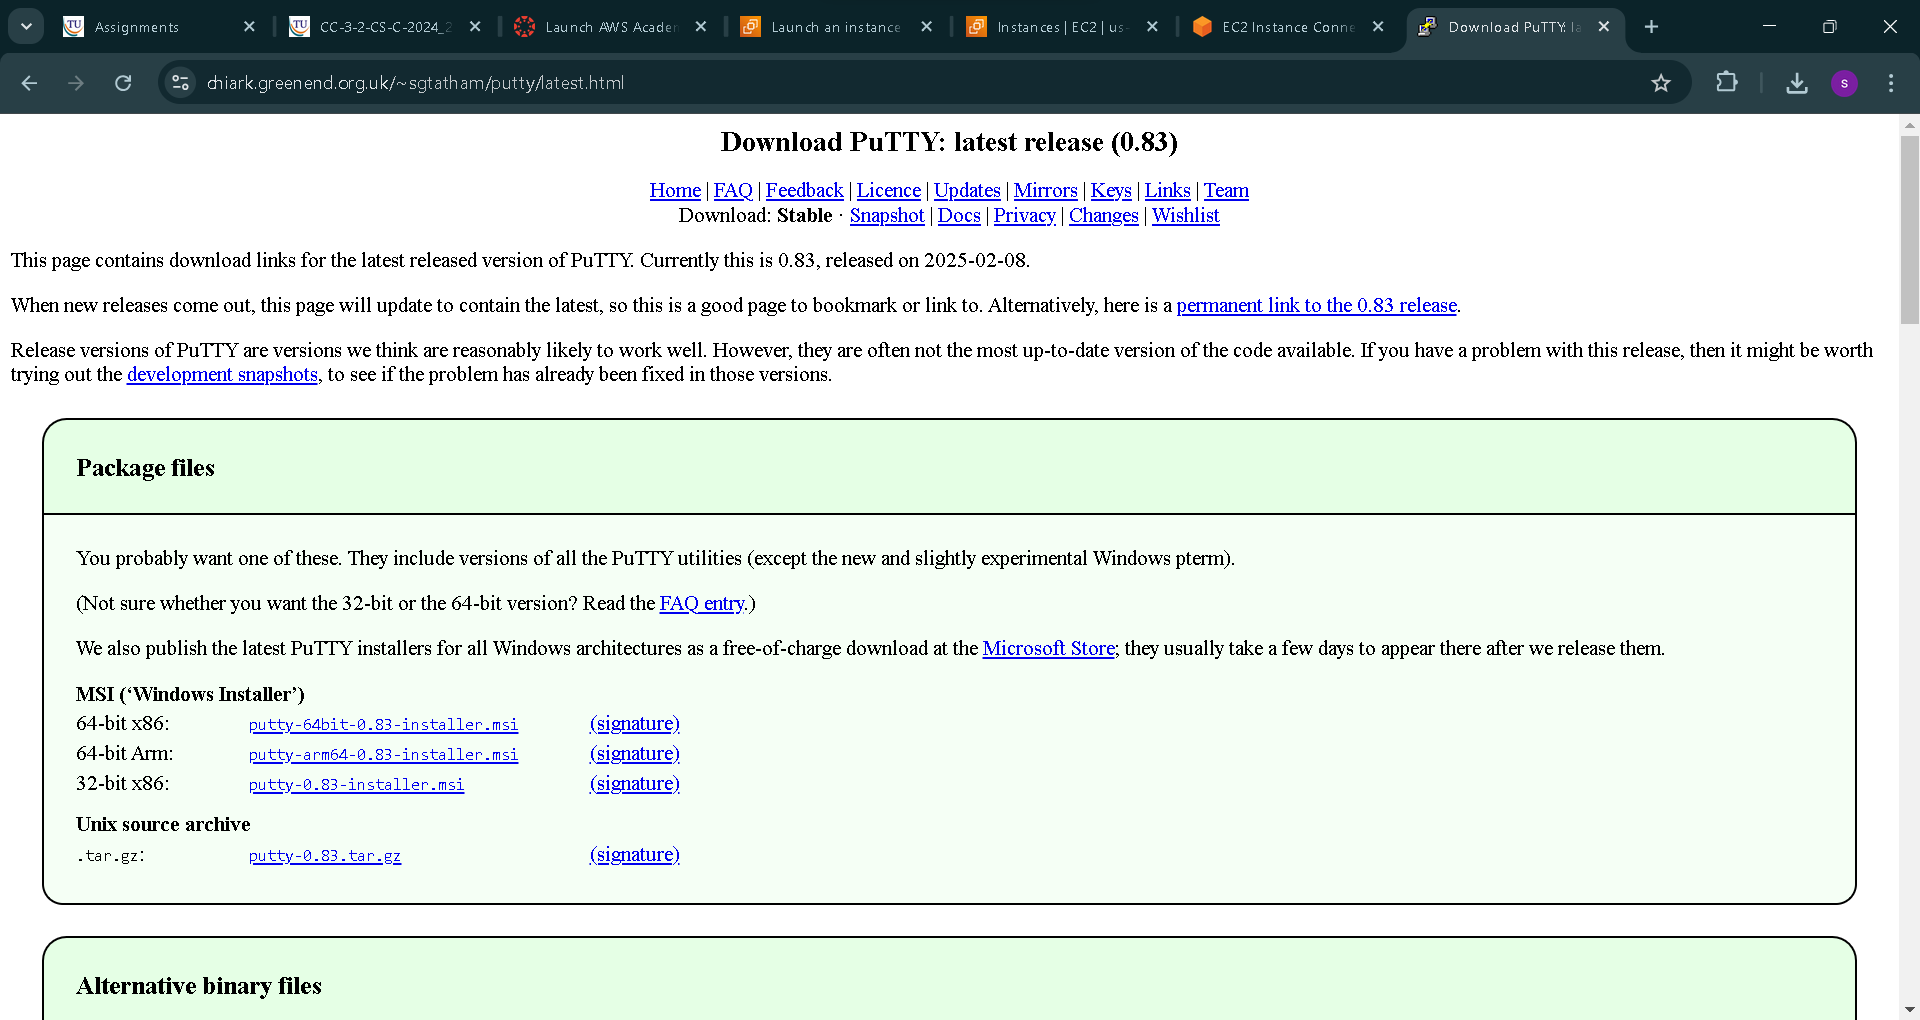 Assignments
CC-3-2-CS-C-2024_2
Launch AWS Academ
Launch an instance
Instances | EC2 | us-
EC2 Instance Conne
Download PuTTY: la
chiark.greenend.org.uk/~sgtatham/putty/latest.html
s
Download PuTTY: latest release (0.83)
Home | FAQ | Feedback | Licence | Updates | Mirrors | Keys | Links | Team
Download: Stable · Snapshot | Docs | Privacy | Changes | Wishlist
This page contains download links for the latest released version of PuTTY. Currently this is 0.83, released on 2025-02-08.
When new releases come out, this page will update to contain the latest, so this is a good page to bookmark or link to. Alternatively, here is a permanent link to the 0.83 release.
Release versions of PuTTY are versions we think are reasonably likely to work well. However, they are often not the most up-to-date version of the code available. If you have a problem with this release, then it might be worth
trying out the development snapshots, to see if the problem has already been fixed in those versions.
Package files
You probably want one of these. They include versions of all the PuTTY utilities (except the new and slightly experimental Windows pterm).
(Not sure whether you want the 32-bit or the 64-bit version? Read the FAQ entry.)
We also publish the latest PuTTY installers for all Windows architectures as a free-of-charge download at the Microsoft Store; they usually take a few days to appear there after we release them.
MSI (‘Windows Installer’)
64-bit x86: putty-64bit-0.83-installer.msi (signature)
64-bit Arm: putty-arm64-0.83-installer.msi (signature)
32-bit x86: putty-0.83-installer.msi (signature)
Unix source archive
.tar.gz: putty-0.83.tar.gz (signature)
Alternative binary files